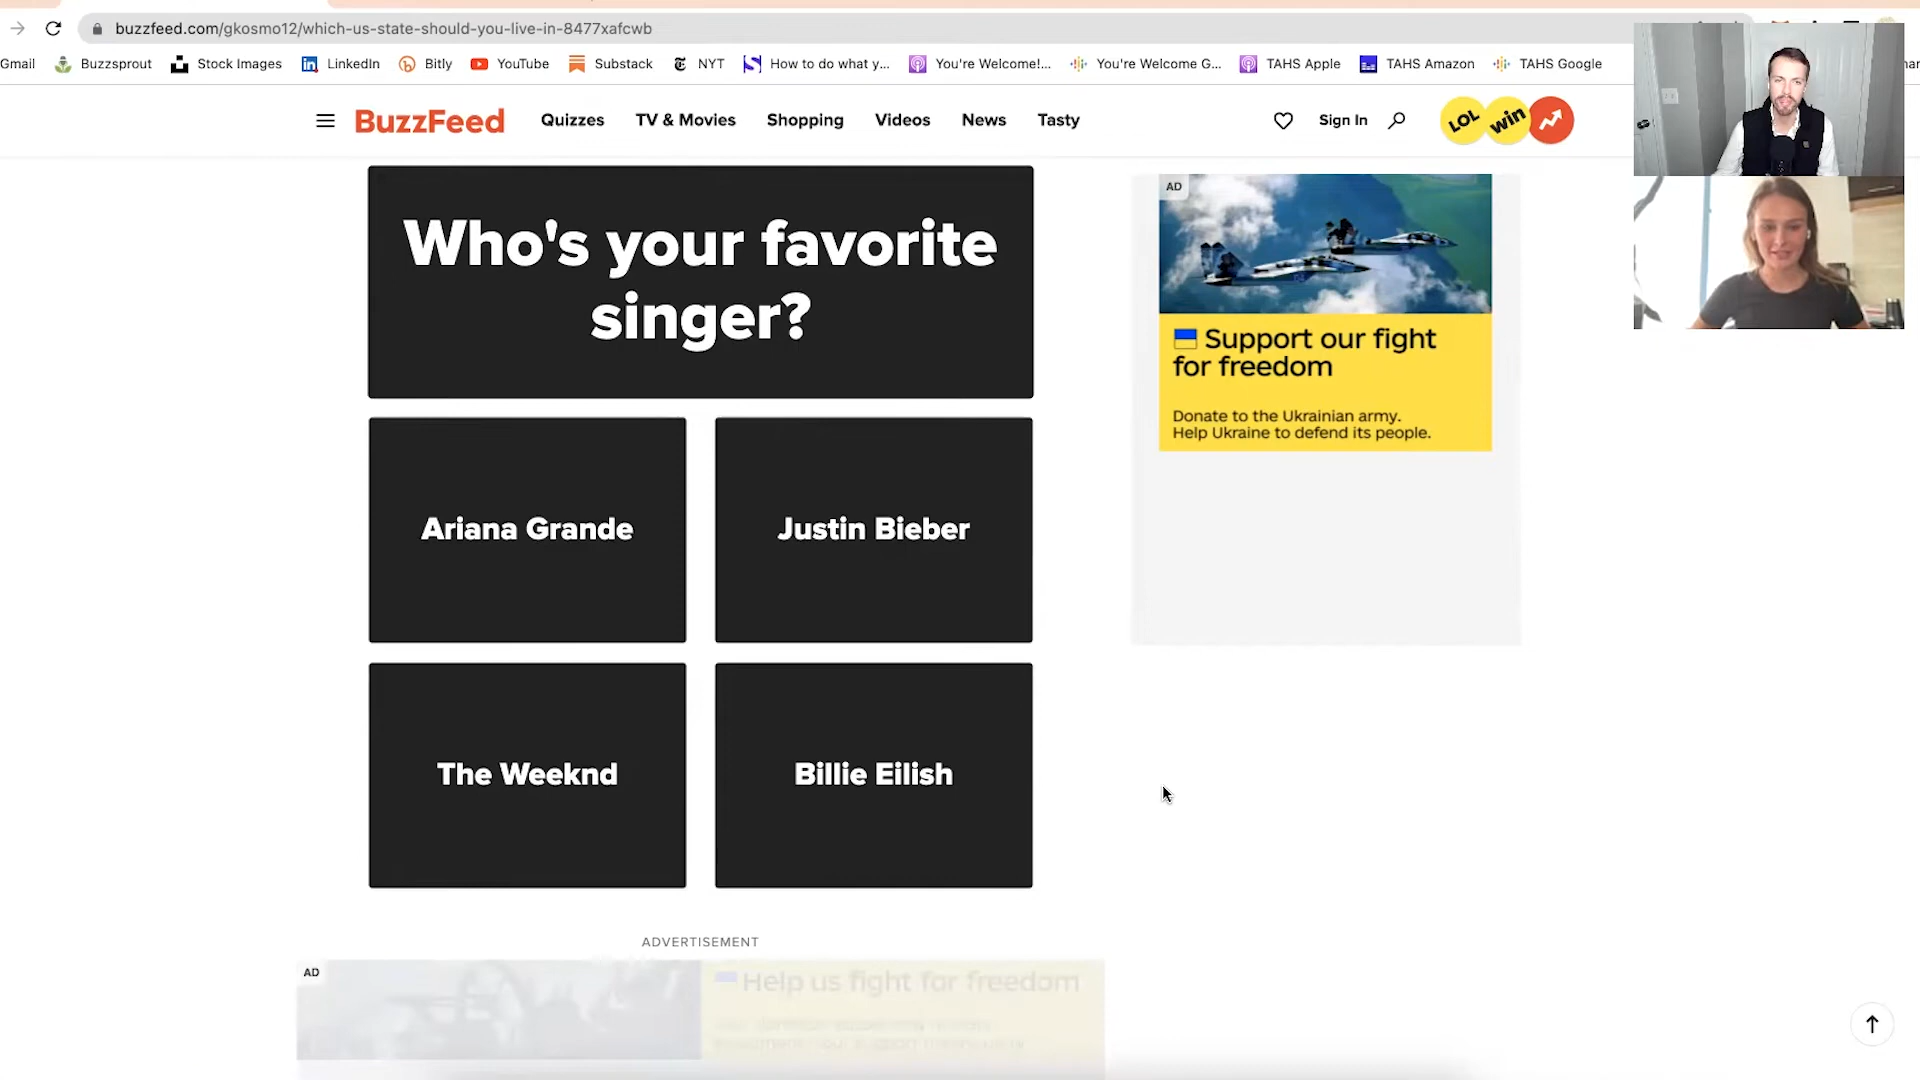 buzzfeed.com/gkosmo12/which-us-state-should-you-live-in-8477xafcwb
Gmail Buzzsprout Stock Images LinkedIn Bitly YouTube Substack NYT How to do what y... You're Welcome!... You're Welcome G... TAHS Apple TAHS Amazon TAHS Google
BuzzFeed Quizzes TV & Movies Shopping Videos News Tasty Sign In LOL win
Who's your favorite
singer?
Ariana Grande
Justin Bieber
The Weeknd
Billie Eilish
AD
Support our fight
for freedom
Donate to the Ukrainian army.
Help Ukraine to defend its people.
ADVERTISEMENT
AD
Help us fight for freedom